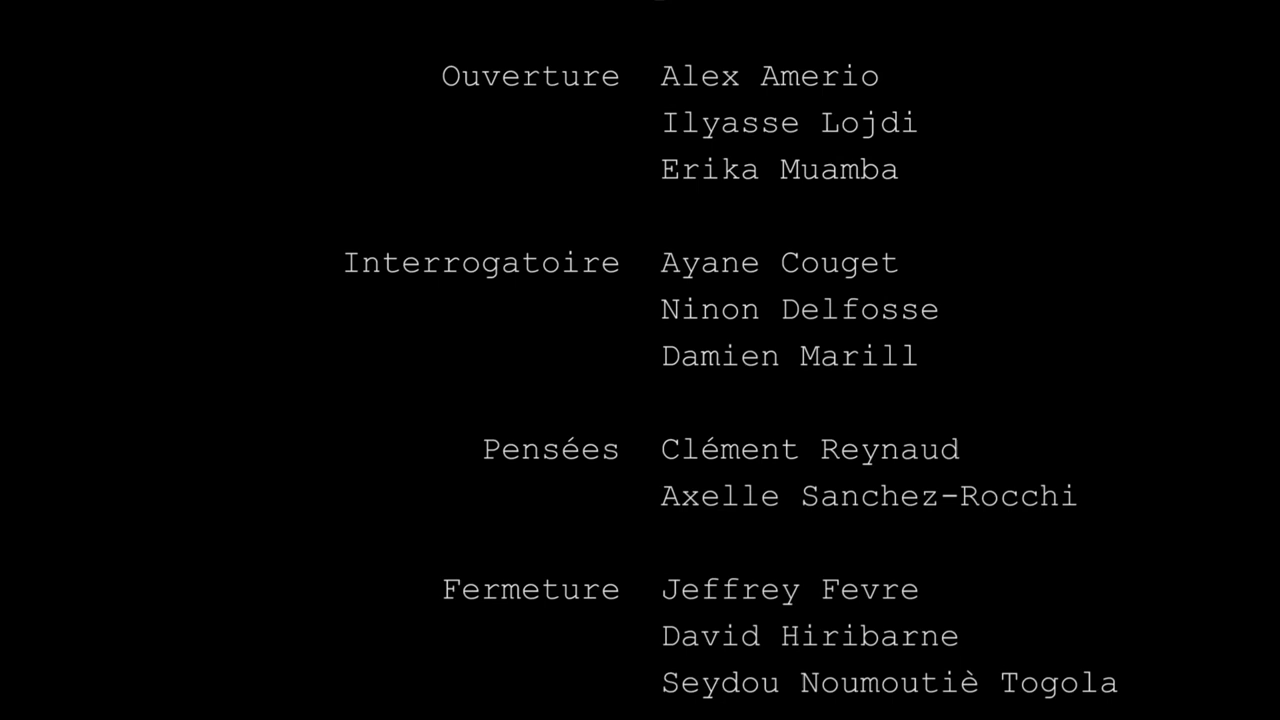 Ouverture Alex Amerio
Ilyasse Lojdi
Erika Muamba
Interrogatoire Ayane Couget
Ninon Delfosse
Damien Marill
Pensées Clément Reynaud
Axelle Sanchez-Rocchi
Fermeture Jeffrey Fevre
David Hiribarne
Seydou Noumoutiè Togola